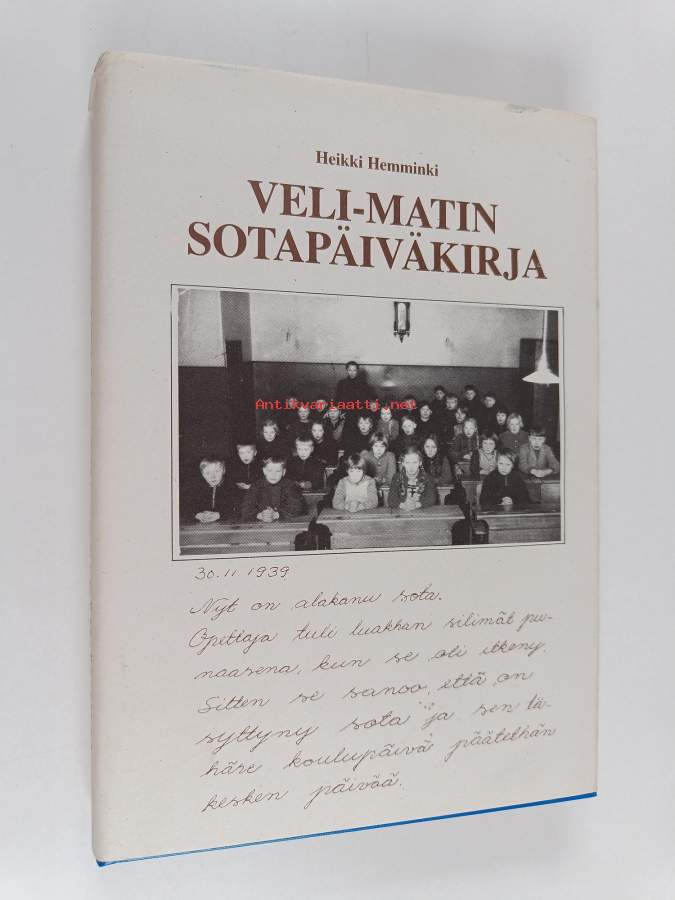 Heikki Hemminki
VELI-MATIN
SOTAPÄIVÄKIRJA
Antikvariaatti.net
30.11.1939
Nyt on alakanu sota.
Opettaja tuli luakkhan silimät pu-
naasena, kun se oli itkeny.
Sitten se sanoo, että on
syttyny sota ja sen tä-
häre koulupäivä päätethän
kesken päivää.